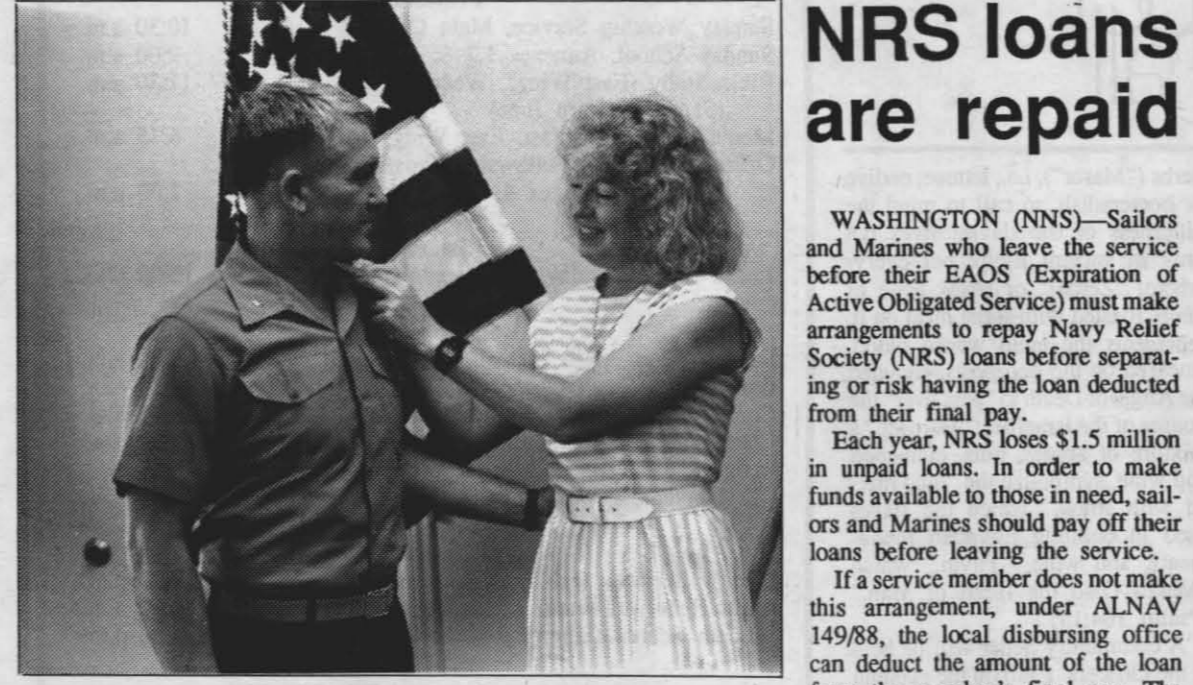 NRS loans
are repaid
WASHINGTON (NNS)—Sailors
and Marines who leave the service
before their EAOS (Expiration of
Active Obligated Service) must make
arrangements to repay Navy Relief
Society (NRS) loans before separat-
ing or risk having the loan deducted
from their final pay.
Each year, NRS loses $1.5 million
in unpaid loans. In order to make
funds available to those in need, sail-
ors and Marines should pay off their
loans before leaving the service.
If a service member does not make
this arrangement, under ALNAV
149/88, the local disbursing office
can deduct the amount of the loan